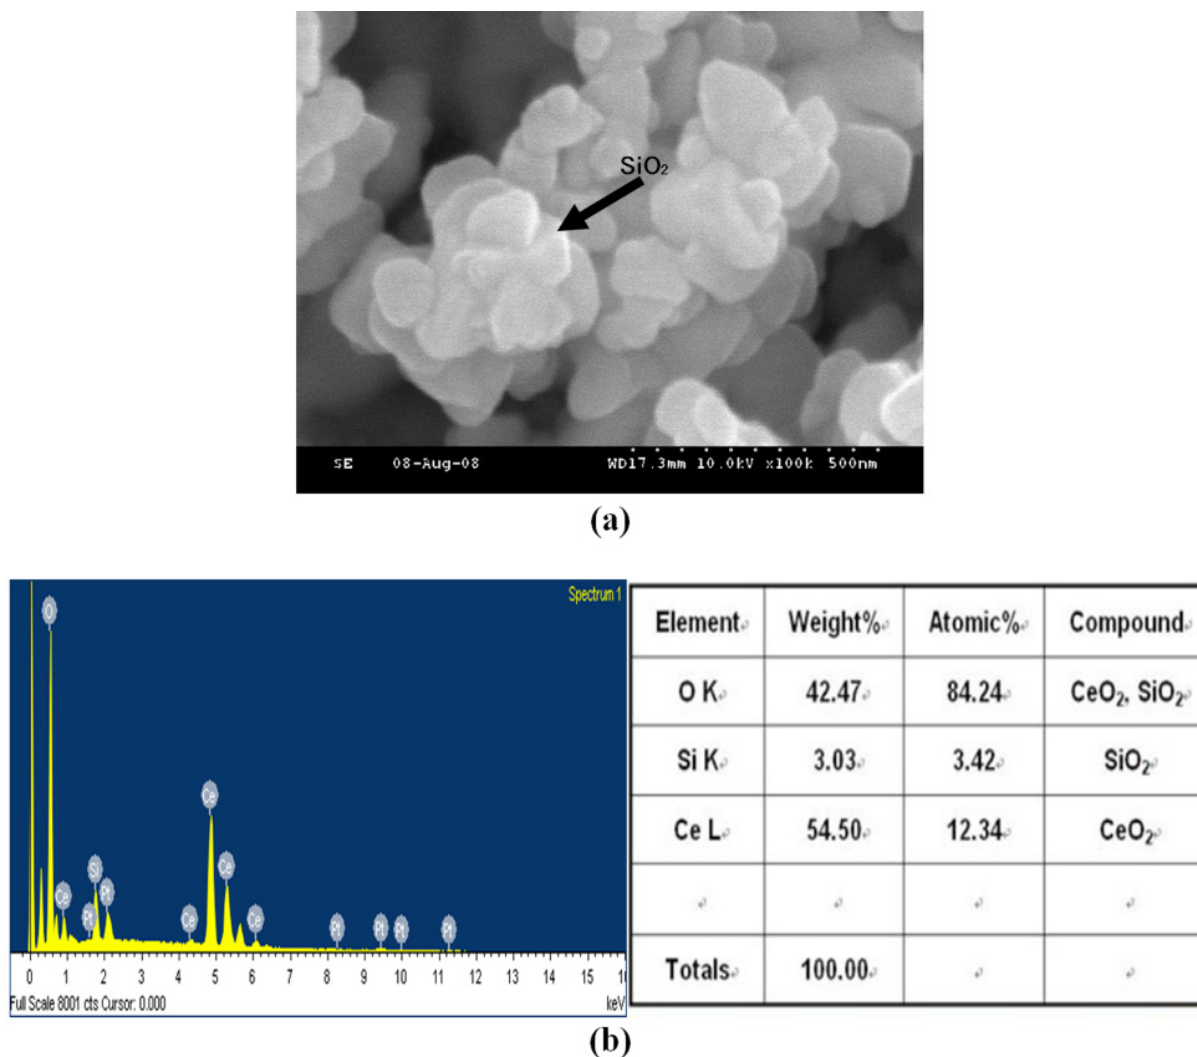 SiO₂
SE 08-Aug-08 WD17.3mm 10.0kV x100k 500nm
(a)
Spectrum 1
O
Ce
Pt
Si
Pt
Ce
Ce
Ce
Ce
Pt
Pt
Pt
Pt
0 1 2 3 4 5 6 7 8 9 10 11 12 13 14 15 16
Full Scale 8001 cts Cursor: 0.000 keV
Element Weight% Atomic% Compound
O K 42.47 84.24 CeO₂, SiO₂
Si K 3.03 3.42 SiO₂
Ce L 54.50 12.34 CeO₂
Totals 100.00
(b)